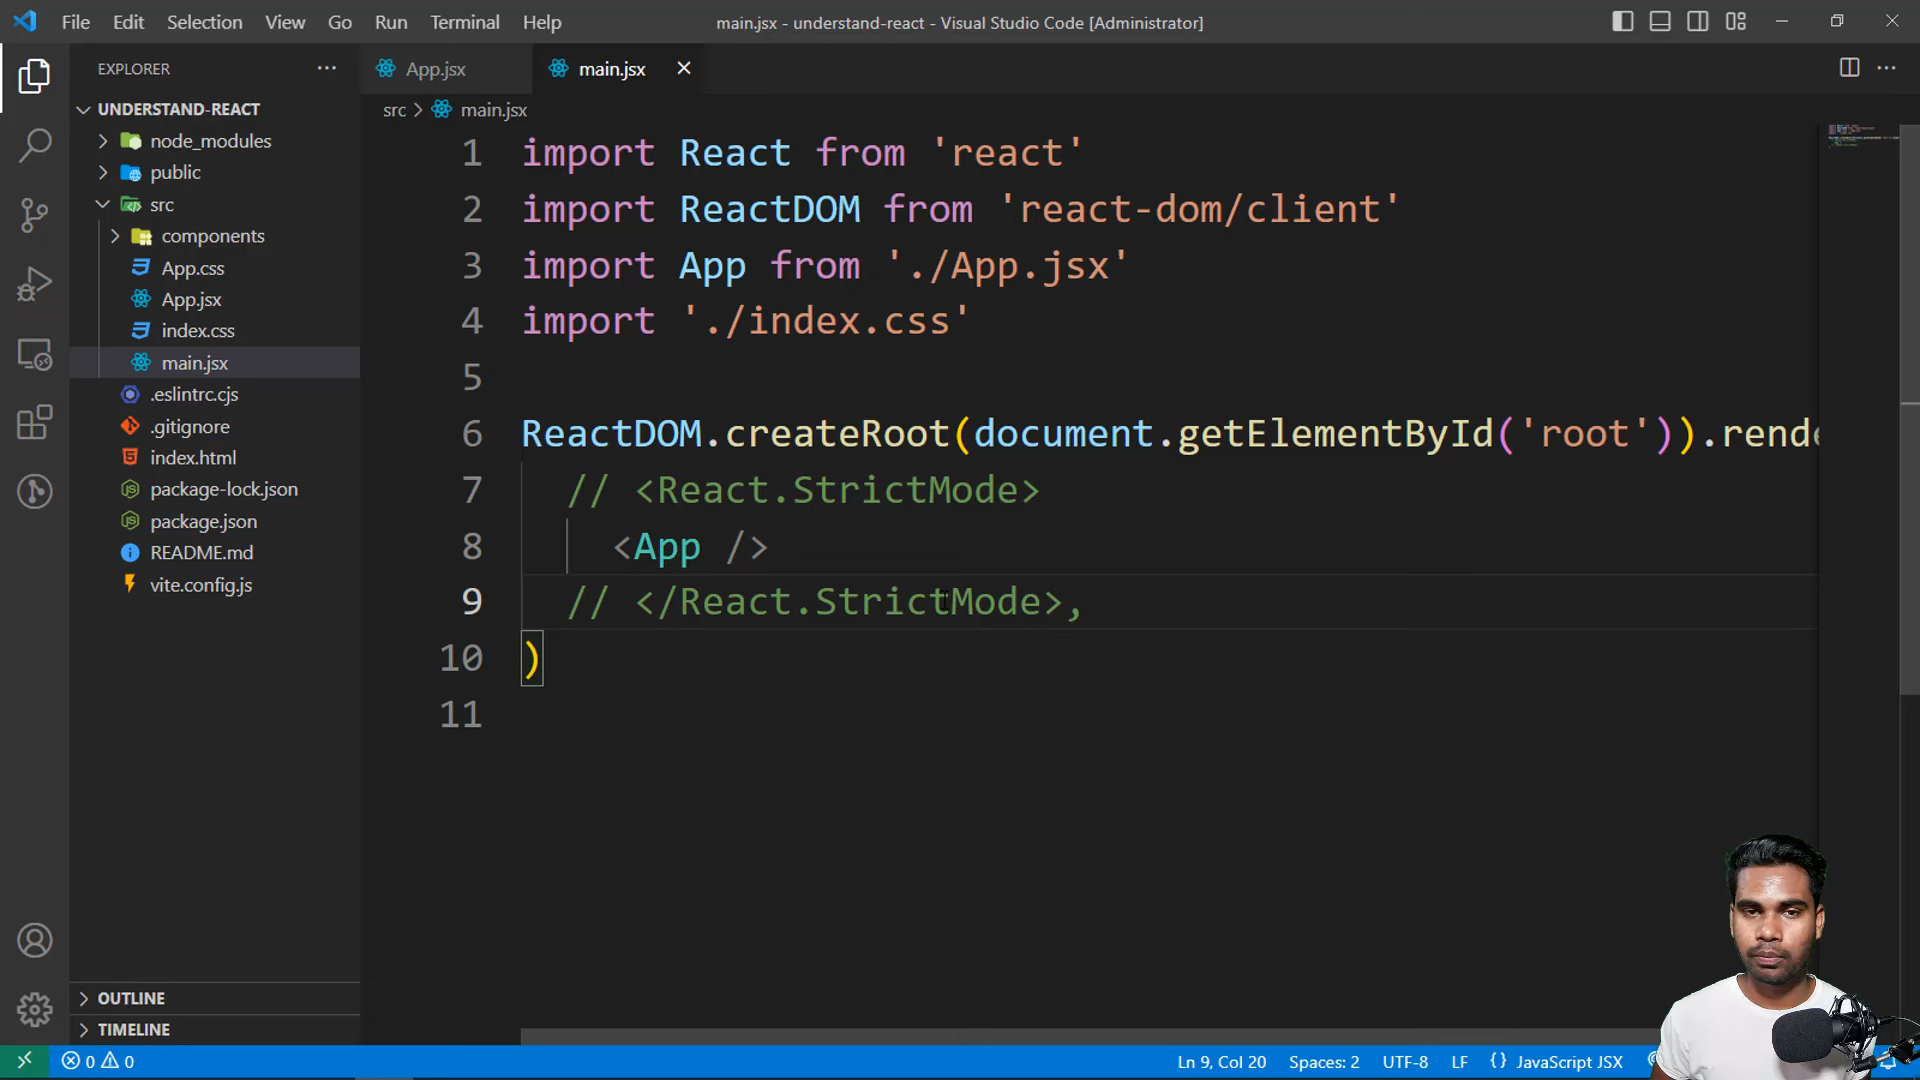 File Edit Selection View Go Run Terminal Help
main.jsx - understand-react - Visual Studio Code [Administrator]
EXPLORER
App.jsx
main.jsx
UNDERSTAND-REACT
node_modules
public
src
components
App.css
App.jsx
index.css
main.jsx
.eslintrc.cjs
.gitignore
index.html
package-lock.json
package.json
README.md
vite.config.js
OUTLINE
TIMELINE
src > main.jsx
1 import React from 'react'
2 import ReactDOM from 'react-dom/client'
3 import App from './App.jsx'
4 import './index.css'
5
6 ReactDOM.createRoot(document.getElementById('root')).rende
7 // <React.StrictMode>
8 <App />
9 // </React.StrictMode>,
10 )
11
0 0
Ln 9, Col 20 Spaces: 2 UTF-8 LF {} JavaScript JSX